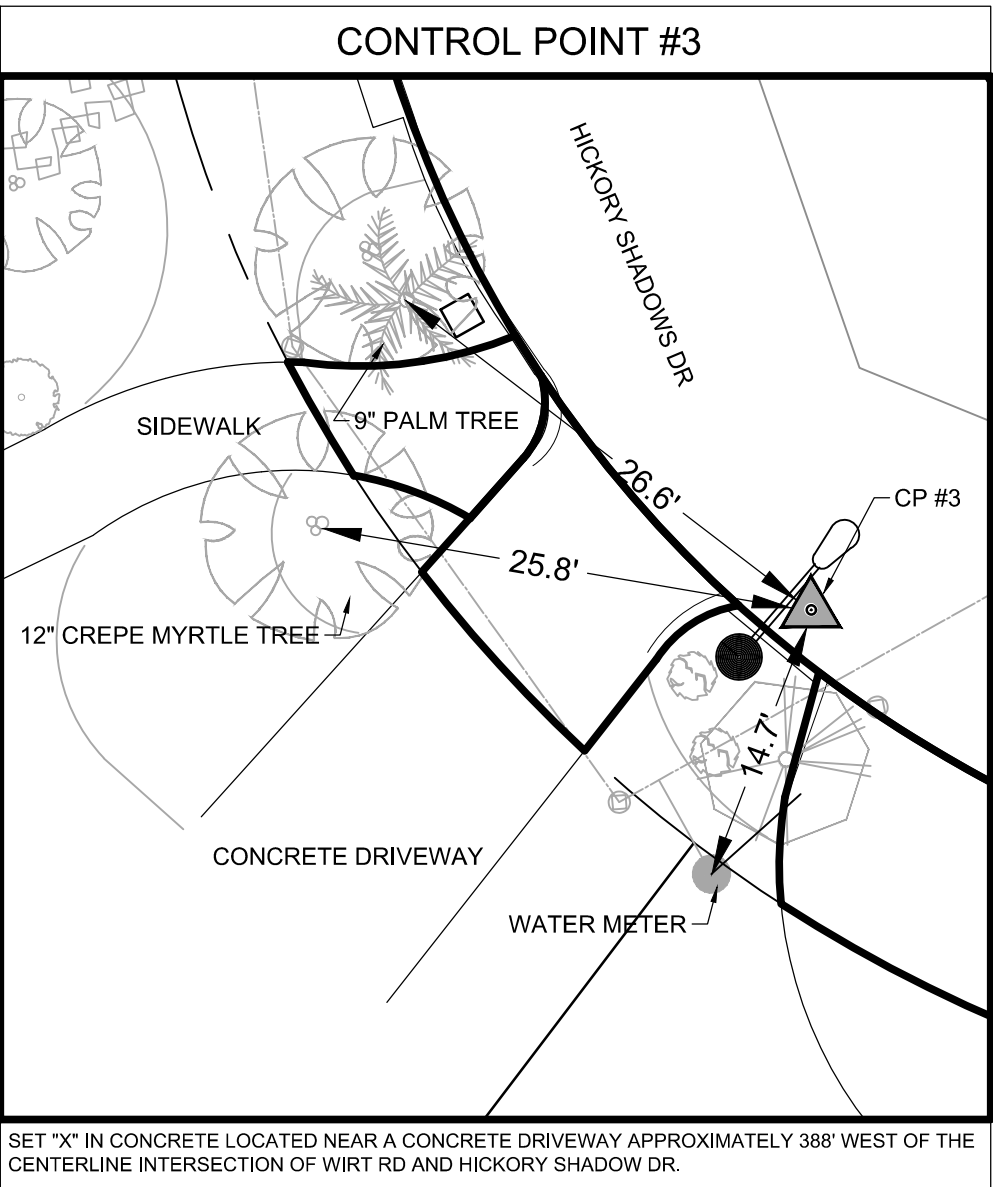 CONTROL POINT #3
HICKORY SHADOWS DR
SIDEWALK
9" PALM TREE
26.6'
CP #3
25.8'
12" CREPE MYRTLE TREE
14.7'
CONCRETE DRIVEWAY
WATER METER
SET "X" IN CONCRETE LOCATED NEAR A CONCRETE DRIVEWAY APPROXIMATELY 388' WEST OF THE
CENTERLINE INTERSECTION OF WIRT RD AND HICKORY SHADOW DR.